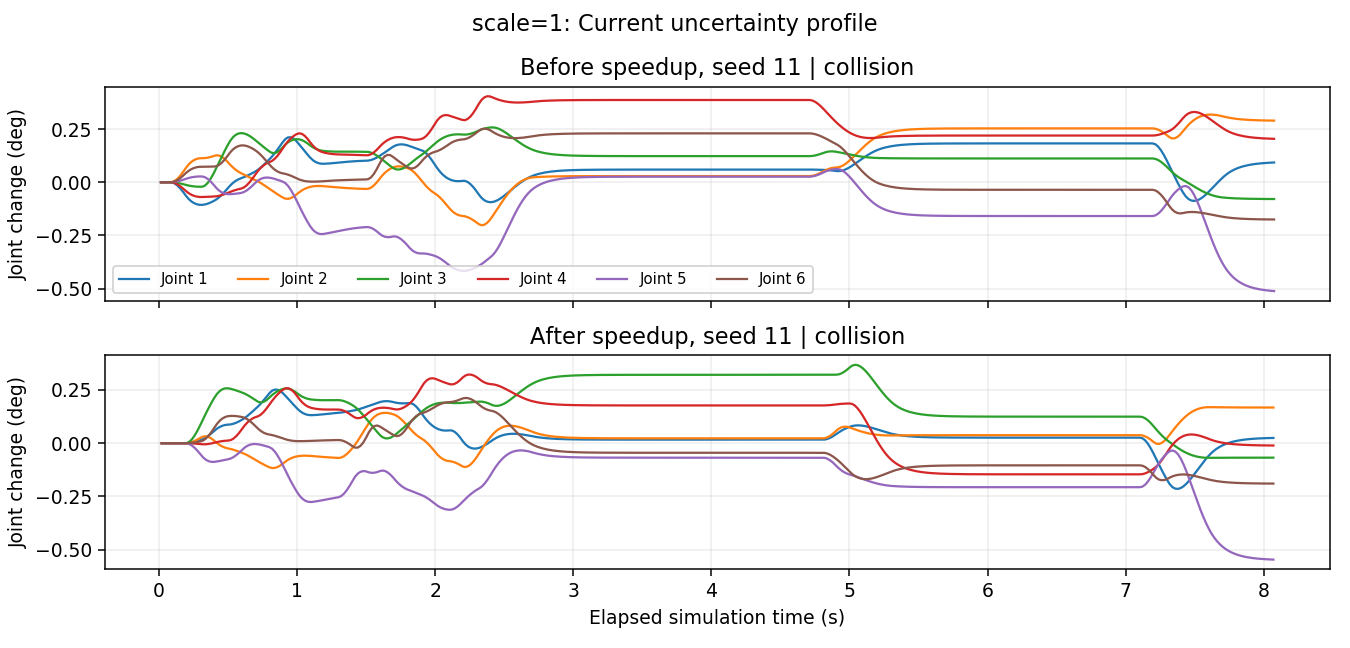 scale=1: Current uncertainty profile
Before speedup, seed 11 | collision
Joint change (deg)
0.25
0.00
−0.25
−0.50
Joint 1 Joint 2 Joint 3 Joint 4 Joint 5 Joint 6
After speedup, seed 11 | collision
Joint change (deg)
0.25
0.00
−0.25
−0.50
0 1 2 3 4 5 6 7 8
Elapsed simulation time (s)